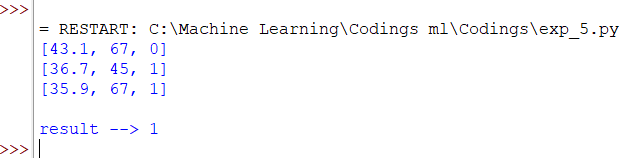 >>>
= RESTART: C:\Machine Learning\Codings ml\Codings\exp_5.py
[43.1, 67, 0]
[36.7, 45, 1]
[35.9, 67, 1]
result --> 1
>>>